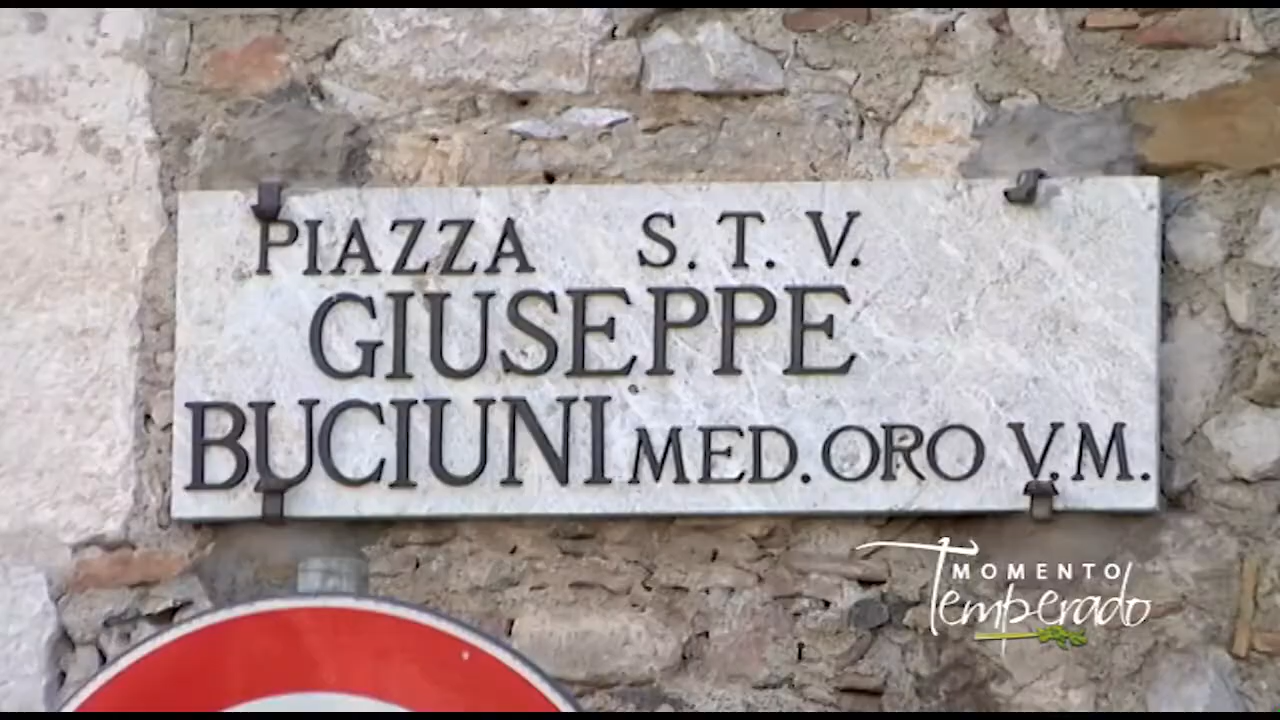 PIAZZA S. T. V.
GIUSEPPE
BUCIUNI MED. ORO V.M.
MOMENTO
Temperado